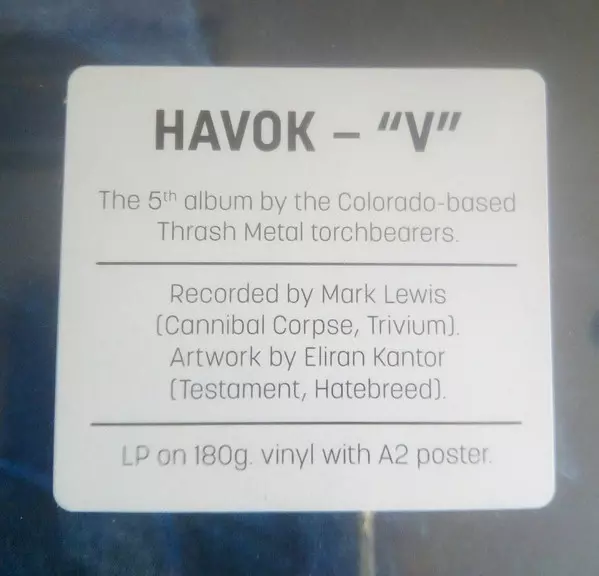 HAVOK – “V”
The 5th album by the Colorado-based
Thrash Metal torchbearers.
Recorded by Mark Lewis
(Cannibal Corpse, Trivium).
Artwork by Eliran Kantor
(Testament, Hatebreed).
LP on 180g. vinyl with A2 poster.